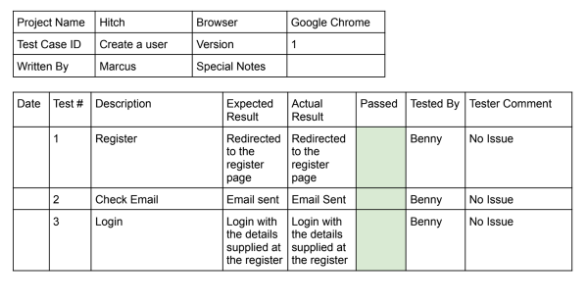 Project Name Hitch Browser Google Chrome
Test Case ID Create a user Version 1
Written By Marcus Special Notes
Date Test # Description Expected Result Actual Result Passed Tested By Tester Comment
1 Register Redirected to the register page Redirected to the register page Benny No Issue
2 Check Email Email sent Email Sent Benny No Issue
3 Login Login with the details supplied at the register Login with the details supplied at the register Benny No Issue